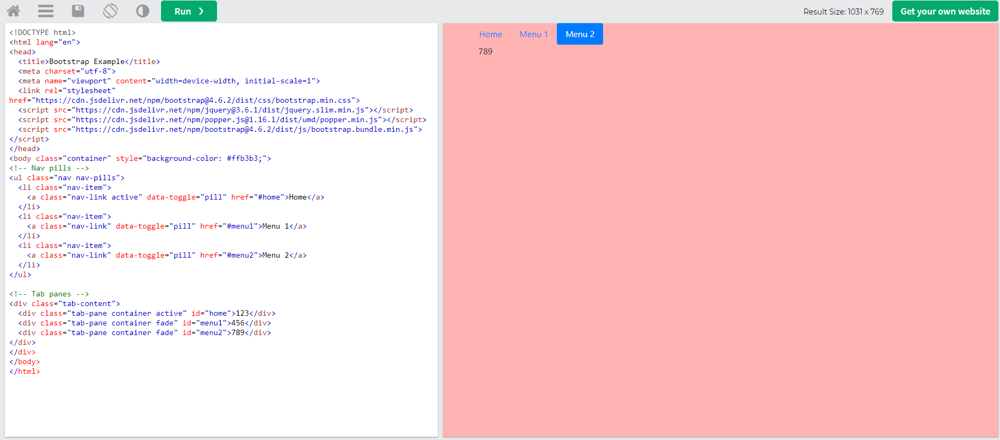 Run ❯
Result Size: 1031 x 769
Get your own website
<!DOCTYPE html>
<html lang="en">
<head>
  <title>Bootstrap Example</title>
  <meta charset="utf-8">
  <meta name="viewport" content="width=device-width, initial-scale=1">
  <link rel="stylesheet"
href="https://cdn.jsdelivr.net/npm/bootstrap@4.6.2/dist/css/bootstrap.min.css">
  <script src="https://cdn.jsdelivr.net/npm/jquery@3.6.1/dist/jquery.slim.min.js"></script>
  <script src="https://cdn.jsdelivr.net/npm/popper.js@1.16.1/dist/umd/popper.min.js"></script>
  <script src="https://cdn.jsdelivr.net/npm/bootstrap@4.6.2/dist/js/bootstrap.bundle.min.js">
</script>
</head>
<body class="container" style="background-color: #ffb3b3;">
<!-- Nav pills -->
<ul class="nav nav-pills">
  <li class="nav-item">
    <a class="nav-link active" data-toggle="pill" href="#home">Home</a>
  </li>
  <li class="nav-item">
    <a class="nav-link" data-toggle="pill" href="#menu1">Menu 1</a>
  </li>
  <li class="nav-item">
    <a class="nav-link" data-toggle="pill" href="#menu2">Menu 2</a>
  </li>
</ul>

<!-- Tab panes -->
<div class="tab-content">
  <div class="tab-pane container active" id="home">123</div>
  <div class="tab-pane container fade" id="menu1">456</div>
  <div class="tab-pane container fade" id="menu2">789</div>
</div>
</div>
</body>
</html>
Home Menu 1 Menu 2
789